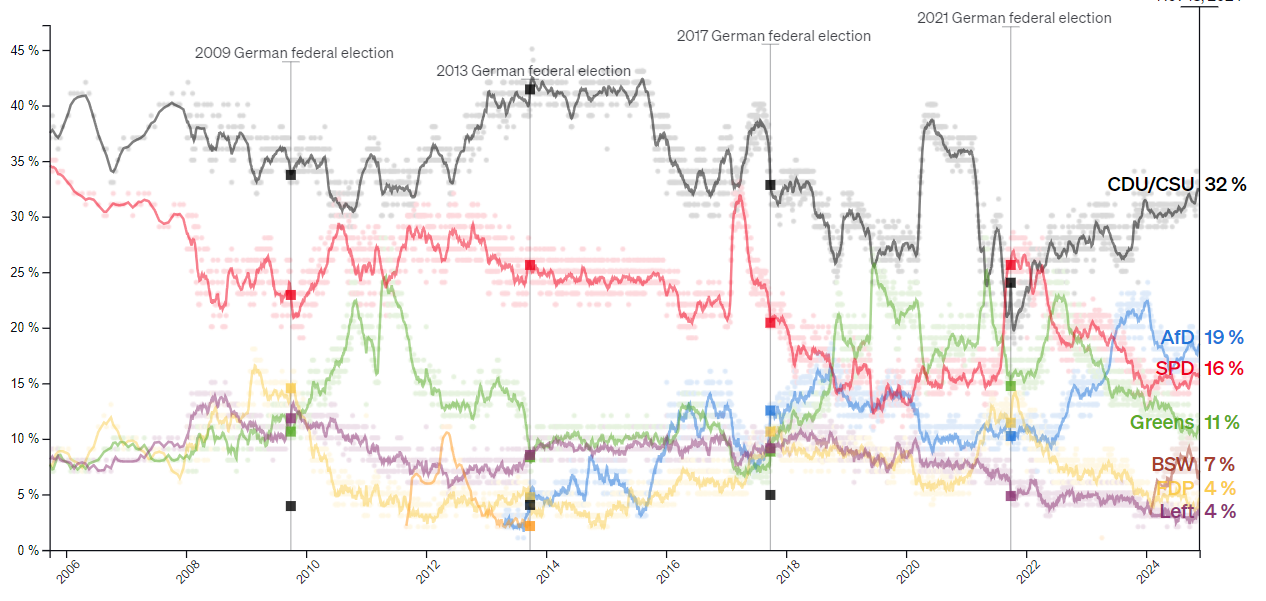 2021 German federal election
2017 German federal election
2009 German federal election
2013 German federal election
45 %
40 %
35 %
30 %
25 %
20 %
15 %
10 %
5 %
0 %
CDU/CSU 32 %
AfD 19 %
SPD 16 %
Greens 11 %
BSW 7 %
FDP 4 %
Left 4 %
2006
2008
2010
2012
2014
2016
2018
2020
2022
2024